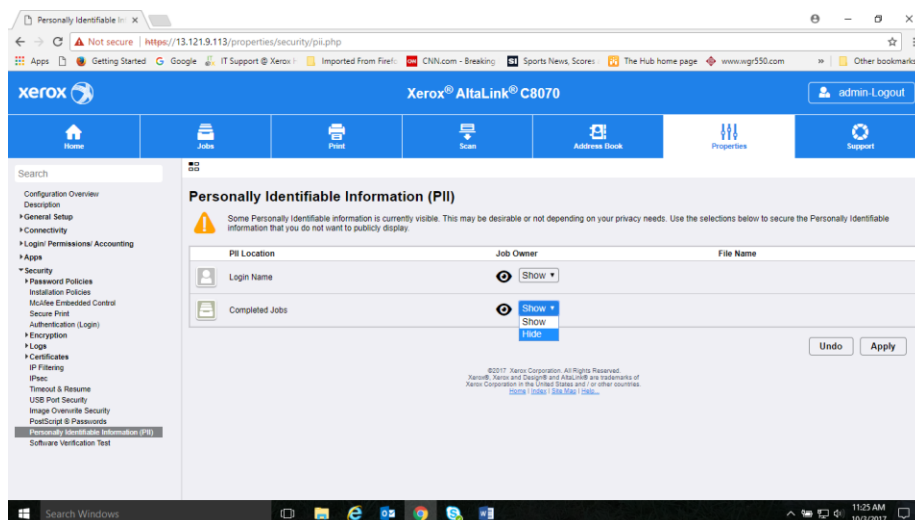 Personally Identifiable In
Not secure | https://13.121.9.113/properties/security/pii.php
Apps Getting Started Google IT Support @ Xerox Imported From Firefo CNN.com - Breaking Sports News, Scores The Hub home page www.wgr550.com » Other bookmarks
xerox Xerox® AltaLink® C8070 admin-Logout
Home Jobs Print Scan Address Book Properties Support
Search
Configuration Overview
Description
General Setup
Connectivity
Login/ Permissions/ Accounting
Apps
Security
Password Policies
Installation Policies
McAfee Embedded Control
Secure Print
Authentication (Login)
Encryption
Logs
Certificates
IP Filtering
IPsec
Timeout & Resume
USB Port Security
Image Overwrite Security
PostScript ® Passwords
Personally Identifiable Information (PII)
Software Verification Test
Personally Identifiable Information (PII)
Some Personally Identifiable information is currently visible. This may be desirable or not depending on your privacy needs. Use the selections below to secure the Personally Identifiable
information that you do not want to publicly display.
PII Location Job Owner File Name
Login Name Show
Completed Jobs Show
Show
Hide
Undo Apply
©2017 Xerox Corporation. All Rights Reserved.
Xerox®, Xerox and Design® and AltaLink® are trademarks of
Xerox Corporation in the United States and / or other countries.
Home | Index | Site Map | Help...
Search Windows
11:25 AM
10/3/2017